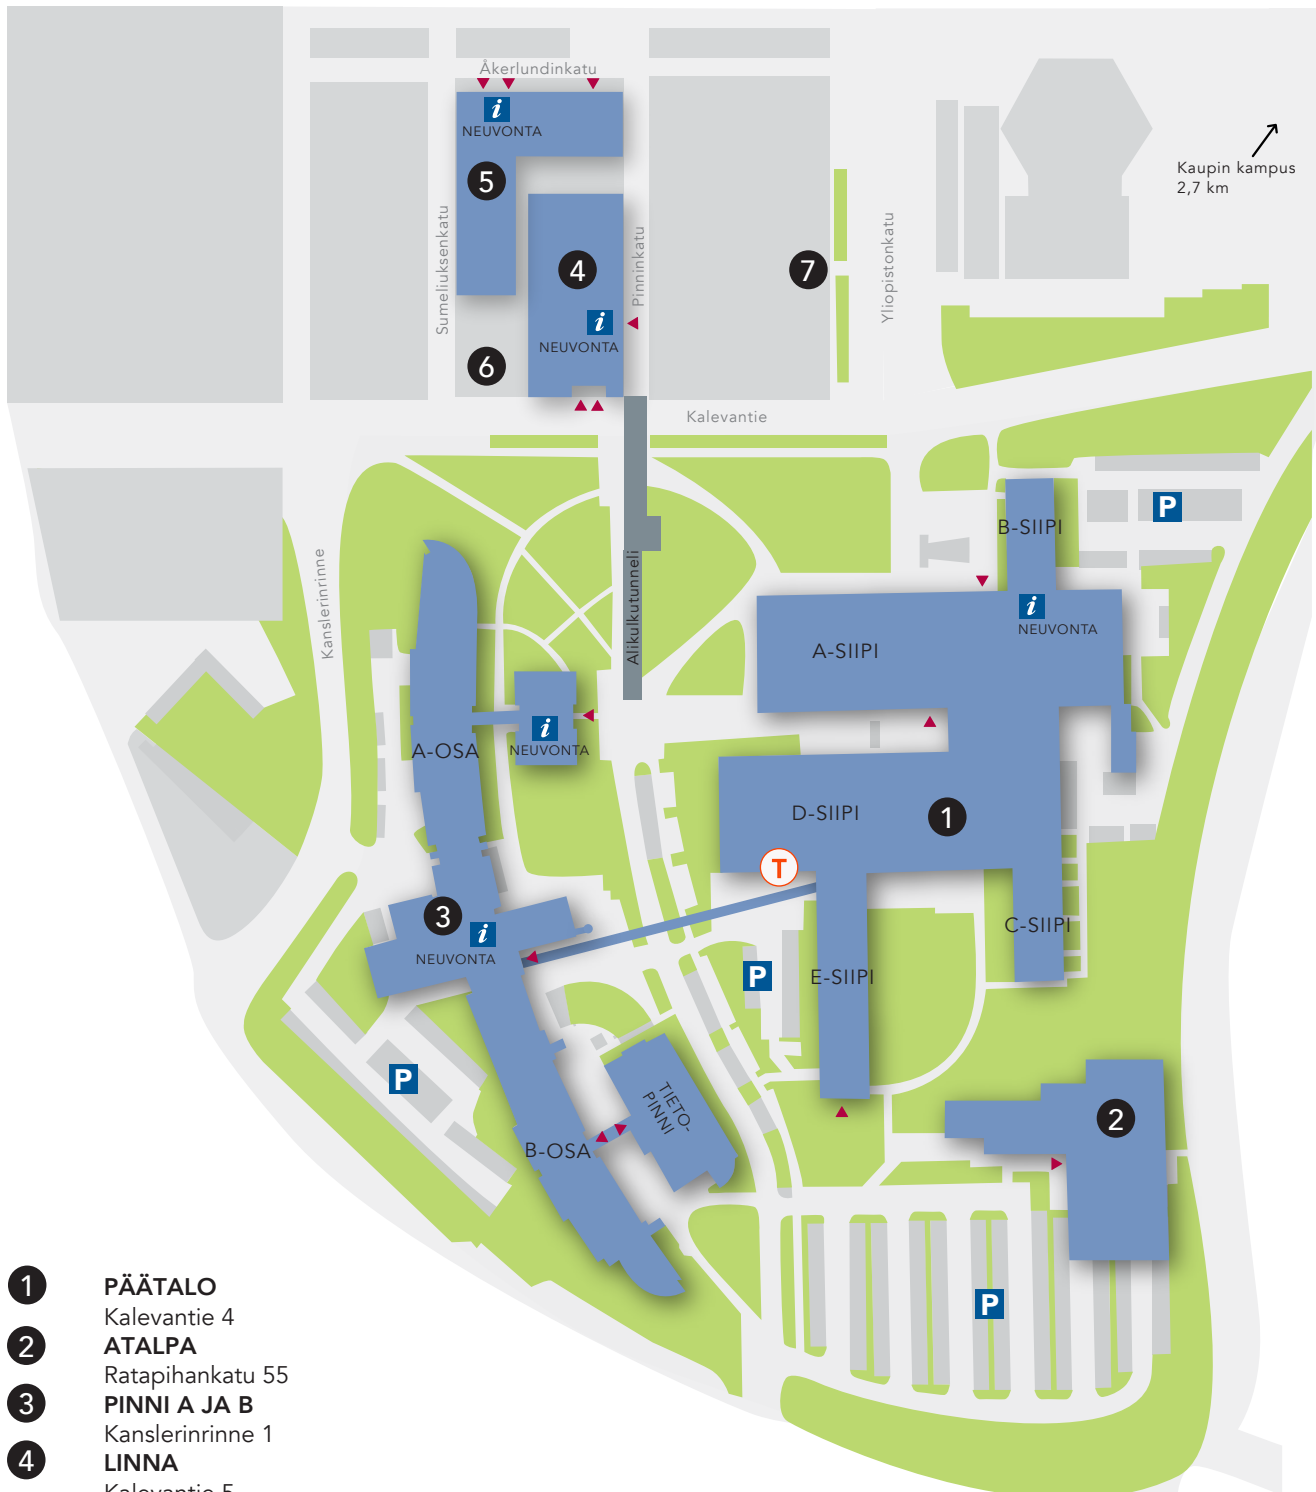 Åkerlundinkatu
i
NEUVONTA
5
Sumeliuksenkatu
4
Pinninkatu
i
NEUVONTA
6
7
Yliopistonkatu
Kaupin kampus
2,7 km
Kalevantie
Kanslerinrinne
Alikulkutunneli
B-SIIPI
P
i
NEUVONTA
A-SIIPI
i
NEUVONTA
A-OSA
D-SIIPI
1
T
3
i
NEUVONTA
C-SIIPI
P
E-SIIPI
P
TIETO-
PINNI
B-OSA
2
P
1 PÄÄTALO
Kalevantie 4
2 ATALPA
Ratapihankatu 55
3 PINNI A JA B
Kanslerinrinne 1
4 LINNA
Kalevantie 5